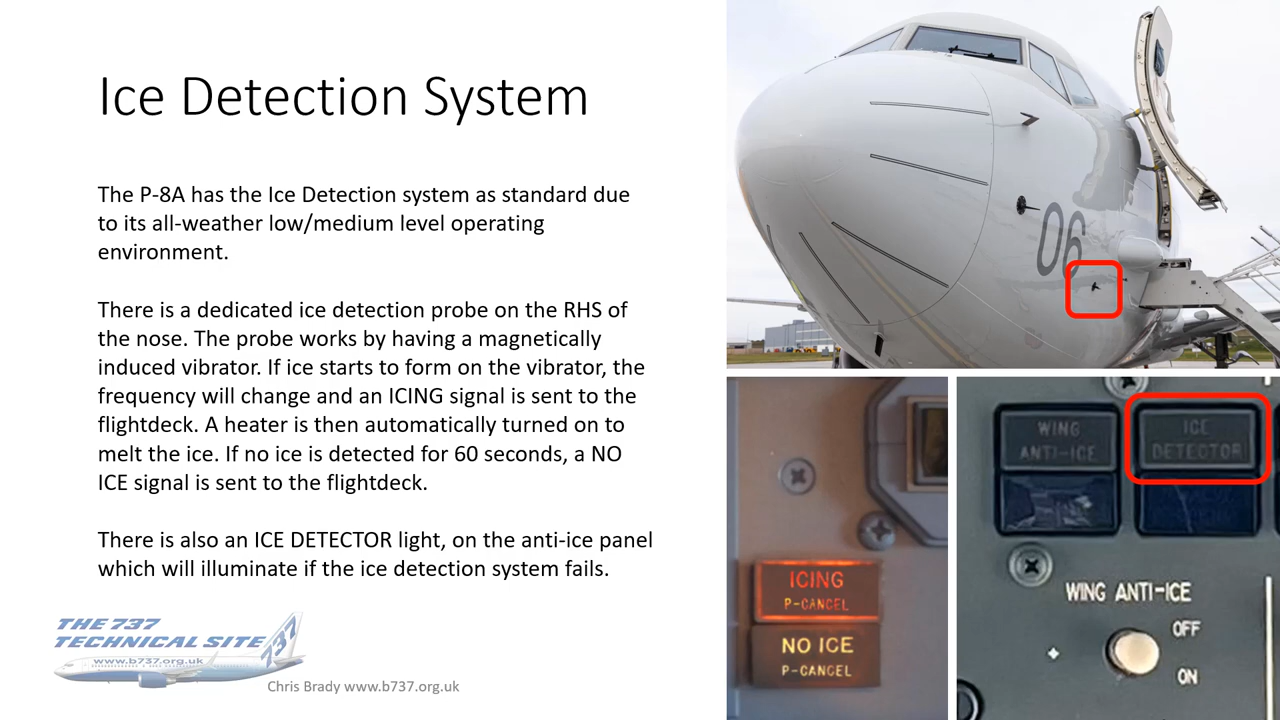 Ice Detection System
The P-8A has the Ice Detection system as standard due
to its all-weather low/medium level operating
environment.
There is a dedicated ice detection probe on the RHS of
the nose. The probe works by having a magnetically
induced vibrator. If ice starts to form on the vibrator, the
frequency will change and an ICING signal is sent to the
flightdeck. A heater is then automatically turned on to
melt the ice. If no ice is detected for 60 seconds, a NO
ICE signal is sent to the flightdeck.
There is also an ICE DETECTOR light, on the anti-ice panel
which will illuminate if the ice detection system fails.
THE 737
TECHNICAL SITE
737
www.b737.org.uk
Chris Brady www.b737.org.uk
06
ICING
P-CANCEL
NO ICE
P-CANCEL
WING
ANTI-ICE
ICE
DETECTOR
WING ANTI-ICE
OFF
ON